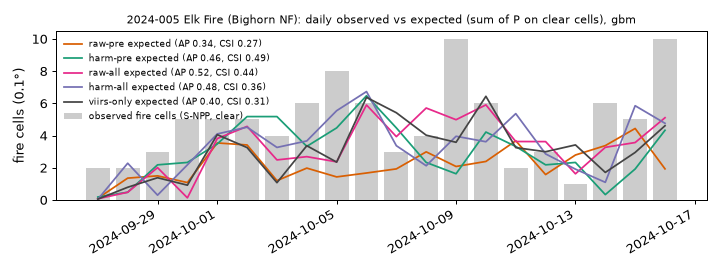 2024-005 Elk Fire (Bighorn NF): daily observed vs expected (sum of P on clear cells), gbm
fire cells (0.1°)
10
8
6
4
2
0
raw-pre expected (AP 0.34, CSI 0.27)
harm-pre expected (AP 0.46, CSI 0.49)
raw-all expected (AP 0.52, CSI 0.44)
harm-all expected (AP 0.48, CSI 0.36)
viirs-only expected (AP 0.40, CSI 0.31)
observed fire cells (S-NPP, clear)
2024-09-29
2024-10-01
2024-10-05
2024-10-09
2024-10-13
2024-10-17